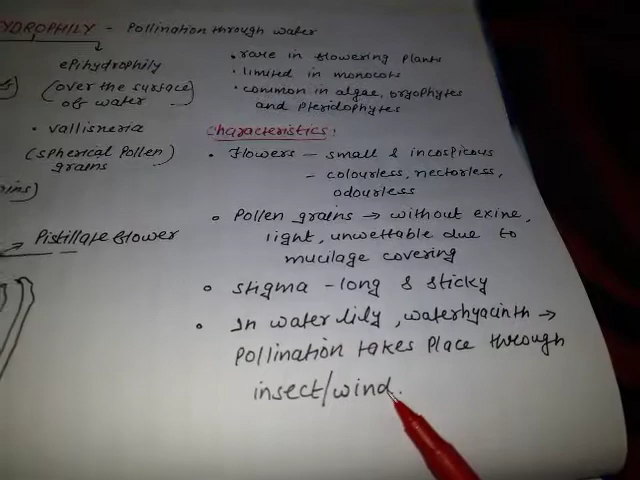 HYDROPHILY - Pollination through water
epihydrophily
(over the surface
of water)
• vallisneria
(spherical pollen
grains)
→ Pistillate flower
• rare in flowering plants
• limited in monocots
• common in algae, bryophytes
and pteridophytes
Characteristics:
• Flowers - small & incospicous
- colourless, nectorless,
odourless
• Pollen grains → without exine,
light, unwettable due to
mucilage covering
• Stigma - long & sticky
• In water lily, waterhyacinth →
Pollination takes place through
insect/wind.